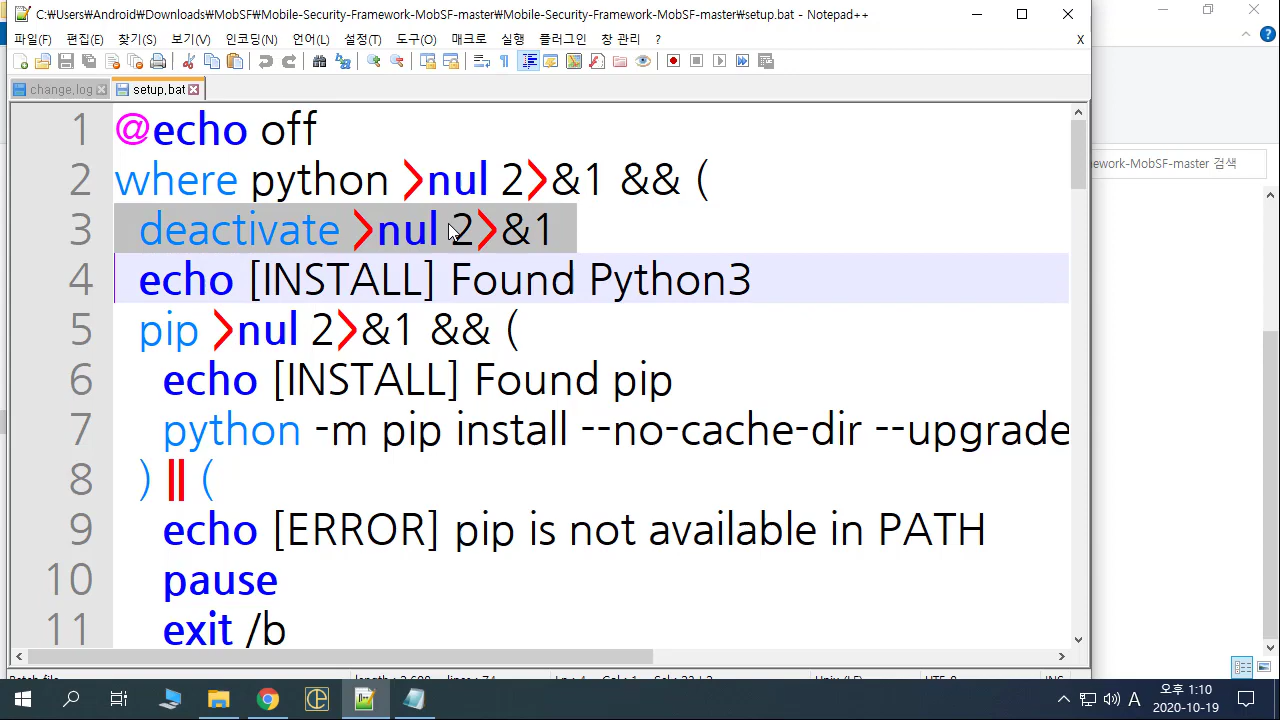 C:₩Users₩Android₩Downloads₩MobSF₩Mobile-Security-Framework-MobSF-master₩Mobile-Security-Framework-MobSF-master₩setup.bat - Notepad++
파일(F) 편집(E) 찾기(S) 보기(V) 인코딩(N) 언어(L) 설정(T) 도구(O) 매크로 실행 플러그인 창 관리 ? X
change.log setup.bat
ework-MobSF-master 검색
1 @echo off
2 where python >nul 2>&1 && (
3 deactivate >nul 2>&1
4 echo [INSTALL] Found Python3
5 pip >nul 2>&1 && (
6 echo [INSTALL] Found pip
7 python -m pip install --no-cache-dir --upgrade
8 ) || (
9 echo [ERROR] pip is not available in PATH
10 pause
11 exit /b
A 오후 1:10
2020-10-19